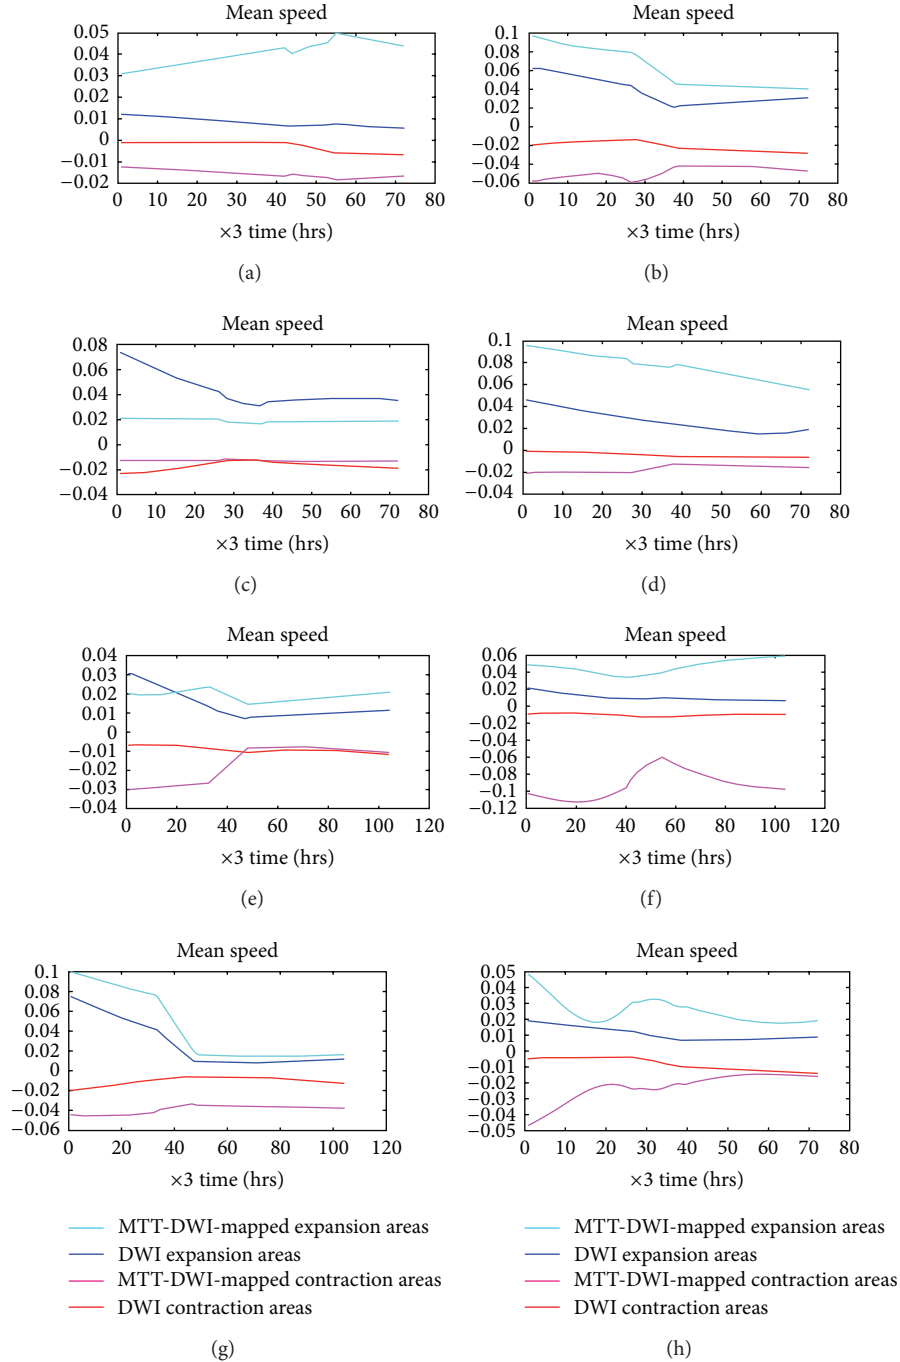 Mean speed
0.05
0.04
0.03
0.02
0.01
0
−0.01
−0.02
0 10 20 30 40 50 60 70 80
×3 time (hrs)
(a)
Mean speed
0.1
0.08
0.06
0.04
0.02
0
−0.02
−0.04
−0.06
0 10 20 30 40 50 60 70 80
×3 time (hrs)
(b)
Mean speed
0.08
0.06
0.04
0.02
0
−0.02
−0.04
0 10 20 30 40 50 60 70 80
×3 time (hrs)
(c)
Mean speed
0.1
0.08
0.06
0.04
0.02
0
−0.02
−0.04
0 10 20 30 40 50 60 70 80
×3 time (hrs)
(d)
Mean speed
0.04
0.03
0.02
0.01
0
−0.01
−0.02
−0.03
−0.04
0 20 40 60 80 100 120
×3 time (hrs)
(e)
Mean speed
0.06
0.04
0.02
0
−0.02
−0.04
−0.06
−0.08
−0.1
−0.12
0 20 40 60 80 100 120
×3 time (hrs)
(f)
Mean speed
0.1
0.08
0.06
0.04
0.02
0
−0.02
−0.04
−0.06
0 20 40 60 80 100 120
×3 time (hrs)
MTT-DWI-mapped expansion areas
DWI expansion areas
MTT-DWI-mapped contraction areas
DWI contraction areas
(g)
Mean speed
0.05
0.04
0.03
0.02
0.01
0
−0.01
−0.02
−0.03
−0.04
−0.05
0 10 20 30 40 50 60 70 80
×3 time (hrs)
MTT-DWI-mapped expansion areas
DWI expansion areas
MTT-DWI-mapped contraction areas
DWI contraction areas
(h)